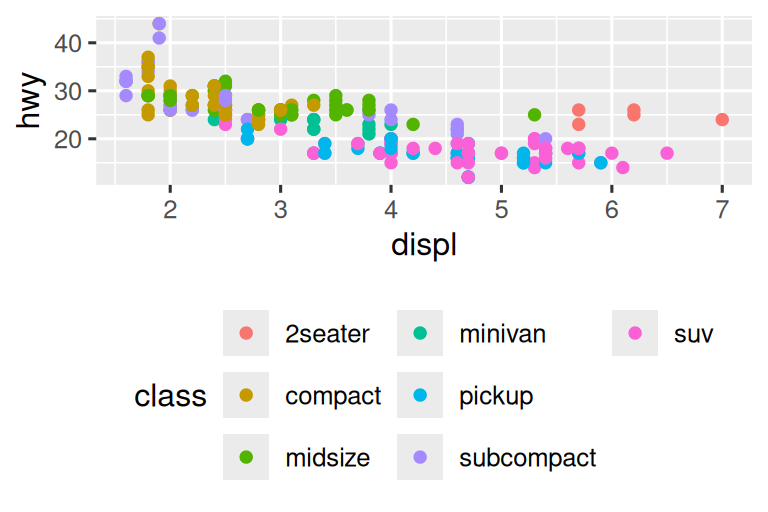 hwy
40
30
20
2 3 4 5 6 7
displ
class
2seater minivan suv
compact pickup
midsize subcompact